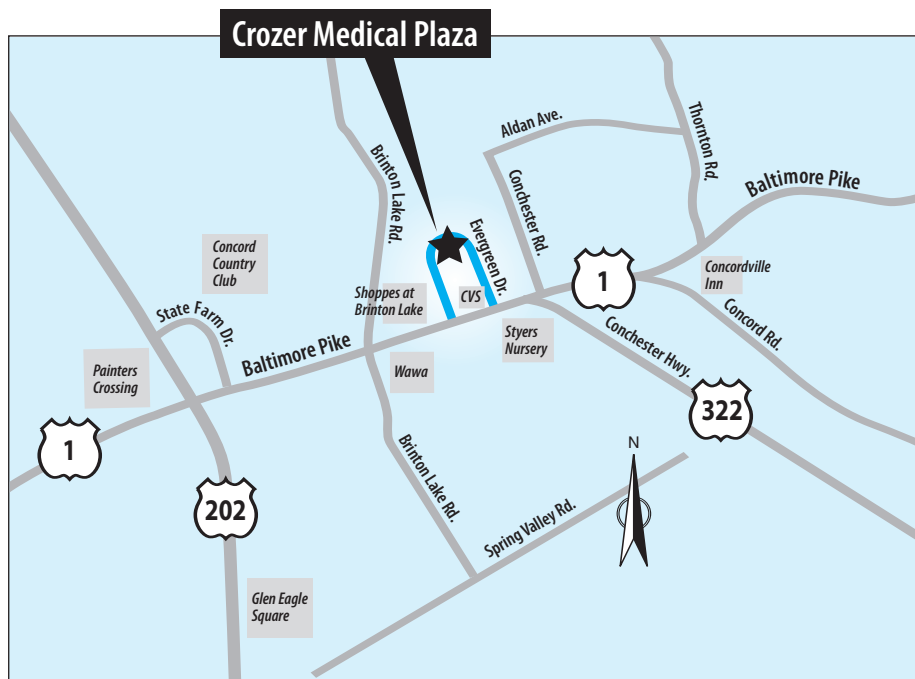 Crozer Medical Plaza
Brinton Lake Rd.
Aldan Ave.
Thornton Rd.
Conchester Rd.
Baltimore Pike
Evergreen Dr.
Concord
Country
Club
Shoppes at
Brinton Lake
CVS
1
Concordville
Inn
State Farm Dr.
Baltimore Pike
Styers
Nursery
Conchester Hwy.
Concord Rd.
Painters
Crossing
Wawa
322
1
Brinton Lake Rd.
N
202
Spring Valley Rd.
Glen Eagle
Square